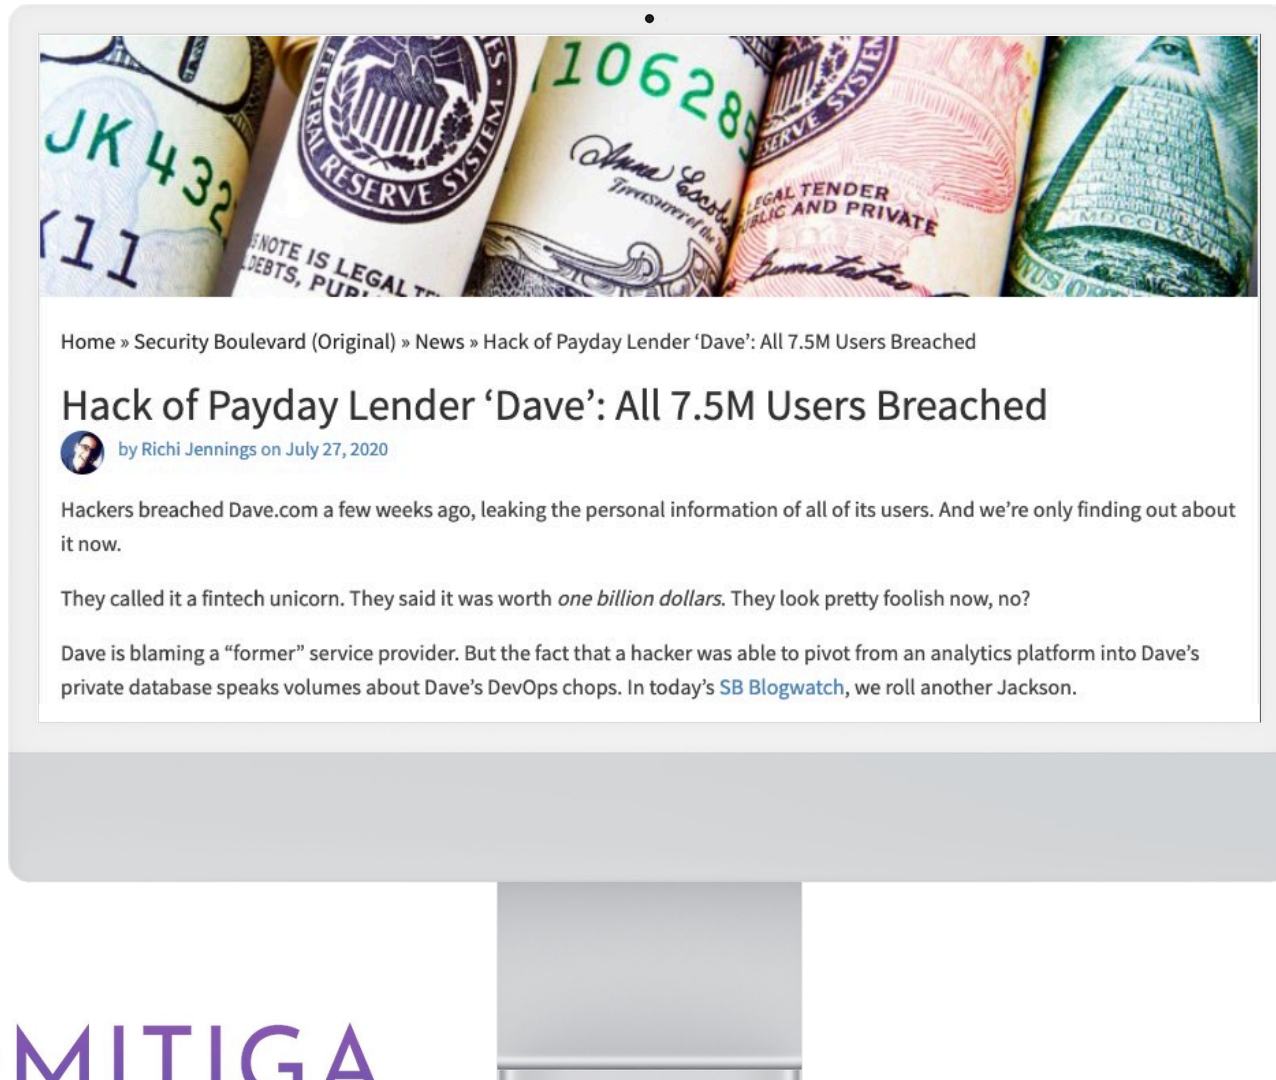 JK 432
K11
FEDERAL RESERVE SYSTEM
NOTE IS LEGAL
DEBTS,
106285
Treasurer of the
SERVE SYSTEM
LEGAL TENDER
PUBLIC AND PRIVATE
MDCCLXXVI
Home » Security Boulevard (Original) » News » Hack of Payday Lender ‘Dave’: All 7.5M Users Breached
Hack of Payday Lender ‘Dave’: All 7.5M Users Breached
by Richi Jennings on July 27, 2020
Hackers breached Dave.com a few weeks ago, leaking the personal information of all of its users. And we’re only finding out about
it now.
They called it a fintech unicorn. They said it was worth one billion dollars. They look pretty foolish now, no?
Dave is blaming a “former” service provider. But the fact that a hacker was able to pivot from an analytics platform into Dave’s
private database speaks volumes about Dave’s DevOps chops. In today’s SB Blogwatch, we roll another Jackson.
MITIGA